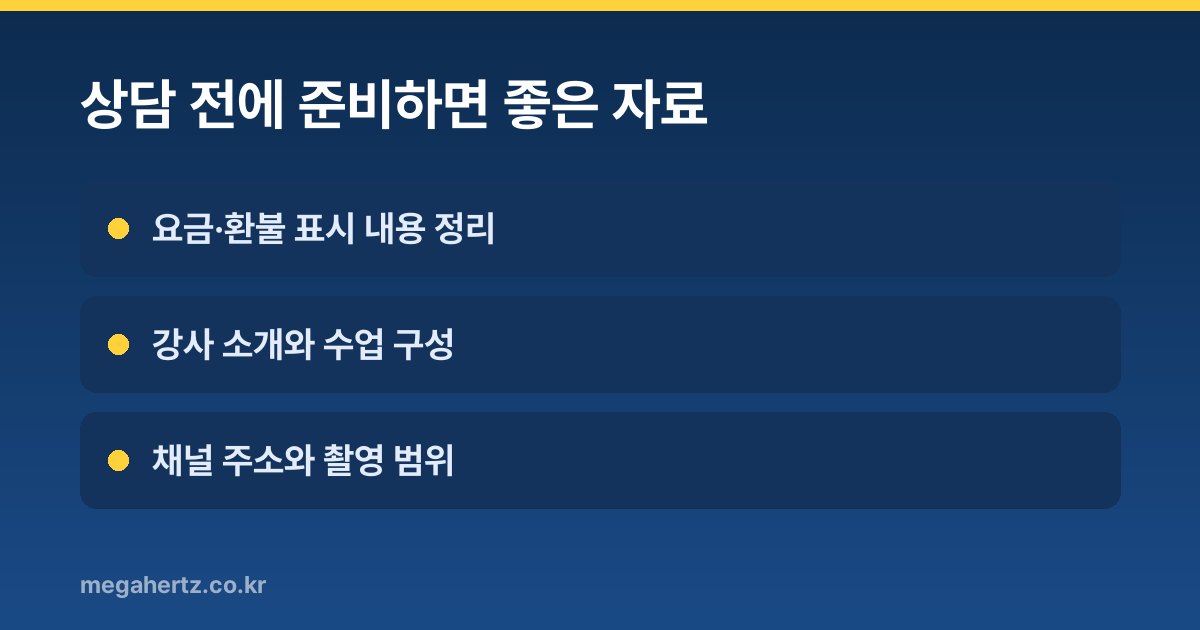 상담 전에 준비하면 좋은 자료
요금·환불 표시 내용 정리
강사 소개와 수업 구성
채널 주소와 촬영 범위
megahertz.co.kr